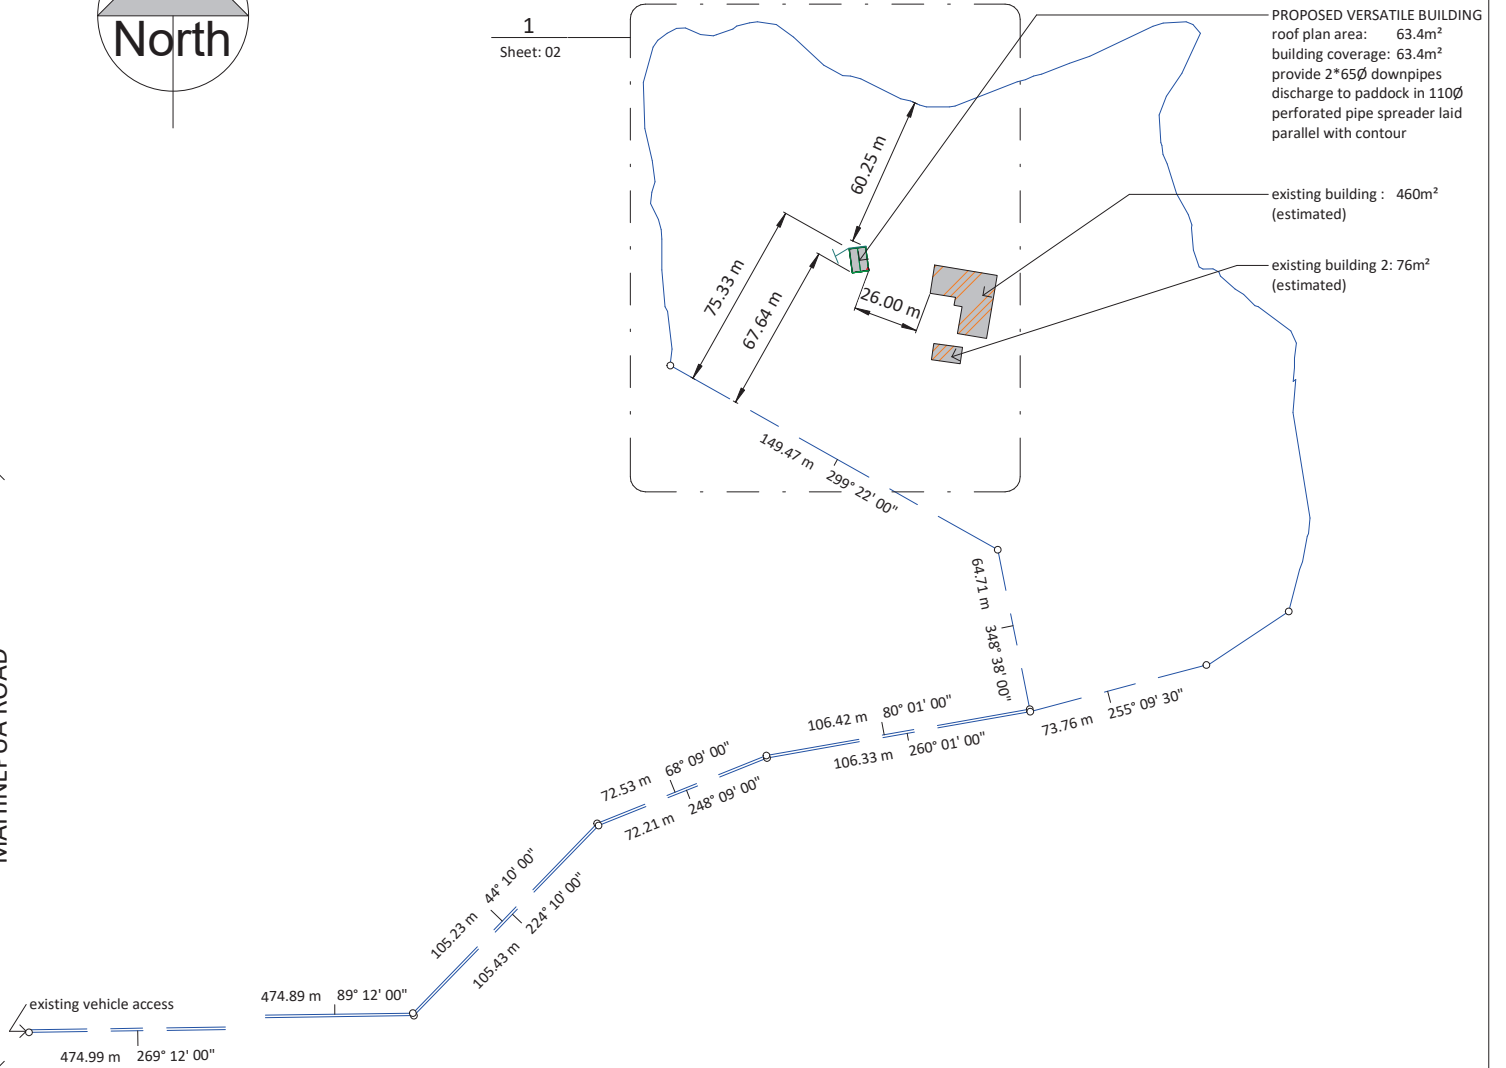 North
1
Sheet: 02
PROPOSED VERSATILE BUILDING
roof plan area: 63.4m²
building coverage: 63.4m²
provide 2*65Ø downpipes
discharge to paddock in 110Ø
perforated pipe spreader laid
parallel with contour
existing building : 460m²
(estimated)
existing building 2: 76m²
(estimated)
60.25 m
75.33 m
67.64 m
26.00 m
149.47 m 299° 22' 00"
64.71 m 348° 38' 00"
73.76 m 255° 09' 30"
106.42 m 80° 01' 00"
106.33 m 260° 01' 00"
72.53 m 68° 09' 00"
72.21 m 248° 09' 00"
105.23 m 44° 10' 00"
105.43 m 224° 10' 00"
474.89 m 89° 12' 00"
474.99 m 269° 12' 00"
existing vehicle access
ROAD